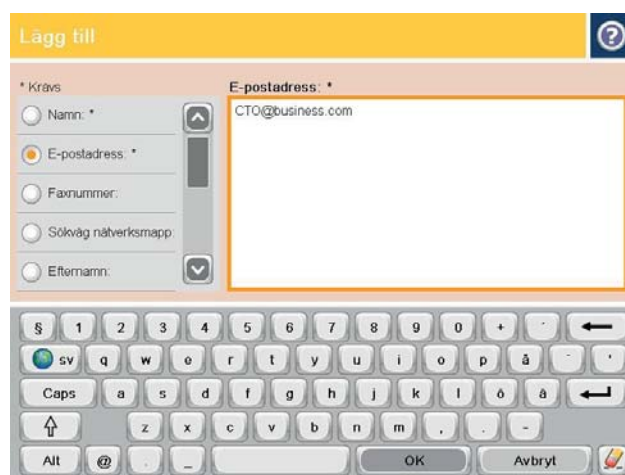 Lägg till
* Krävs
E-postadress: *
Namn: *
CTO@business.com
E-postadress: *
Faxnummer:
Sökväg nätverksmapp:
Efternamn:
§ 1 2 3 4 5 6 7 8 9 0 + ´
sv q w e r t y u i o p å ¨ '
Caps a s d f g h j k l ö ä
z x c v b n m , . -
Alt @ . _ OK Avbryt